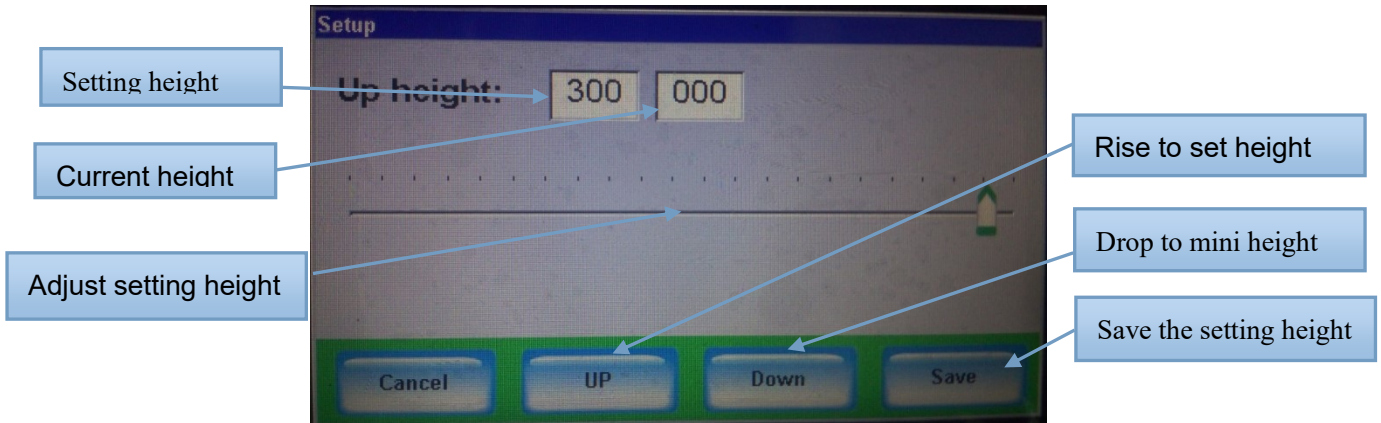 Setup
Setting height
Up height: 300 000
Current height
Rise to set height
Drop to mini height
Adjust setting height
Save the setting height
Cancel UP Down Save